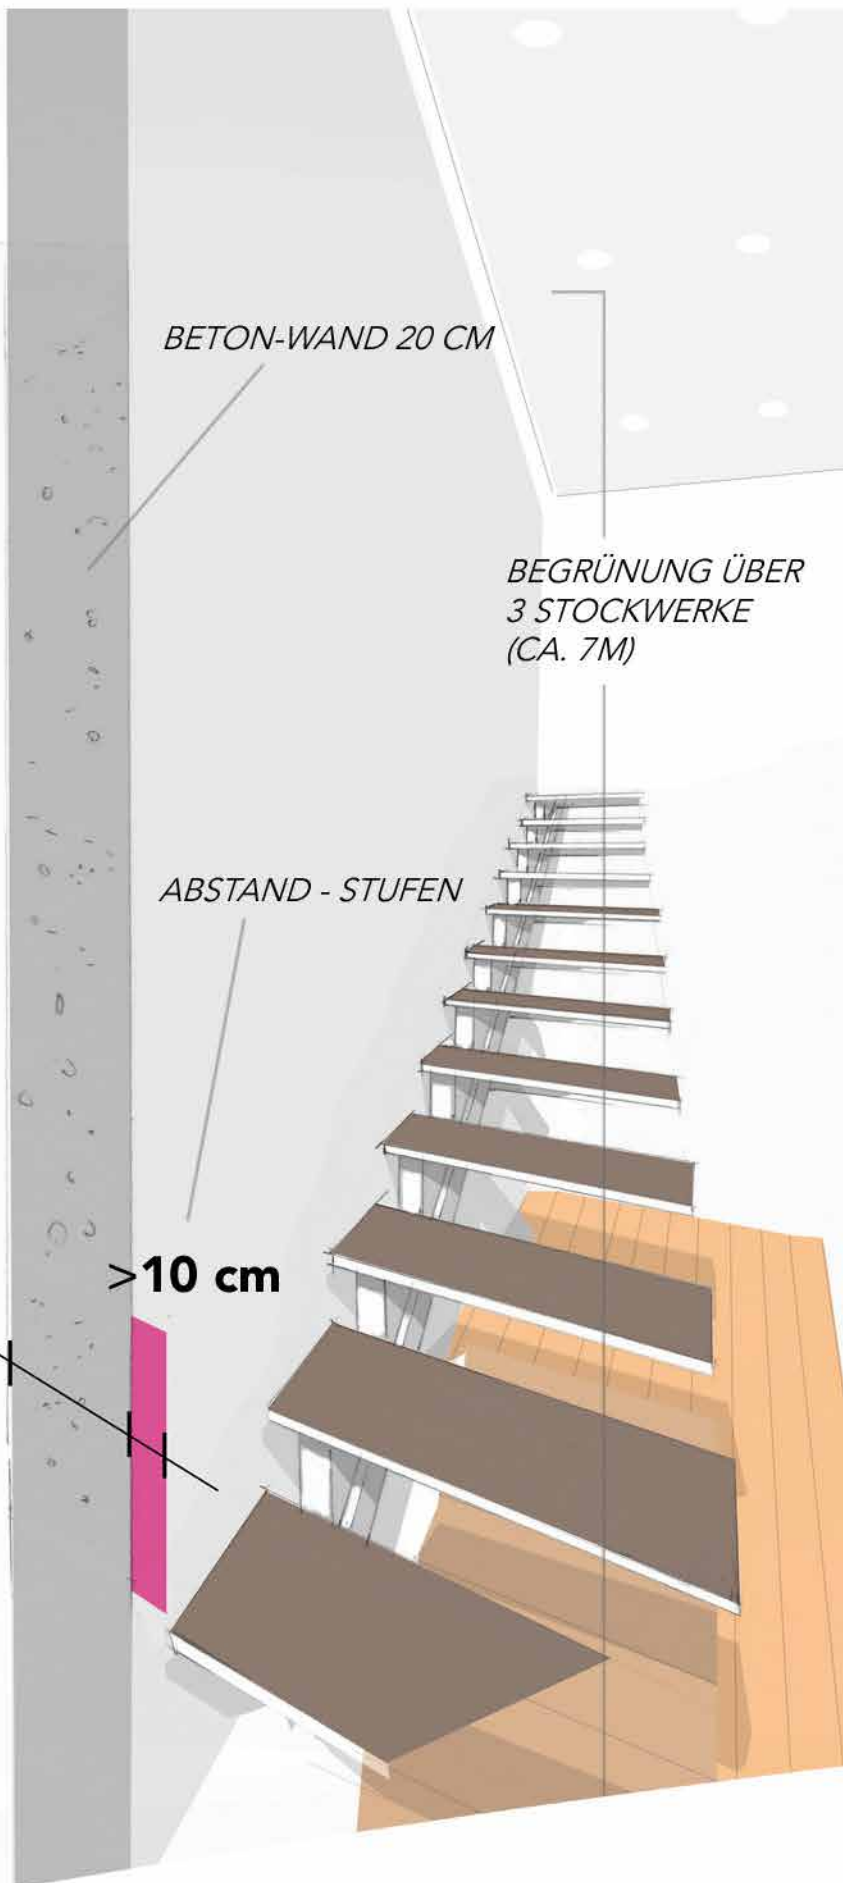 BETON-WAND 20 CM
BEGRÜNUNG ÜBER
3 STOCKWERKE
(CA. 7M)
ABSTAND - STUFEN
>10 cm